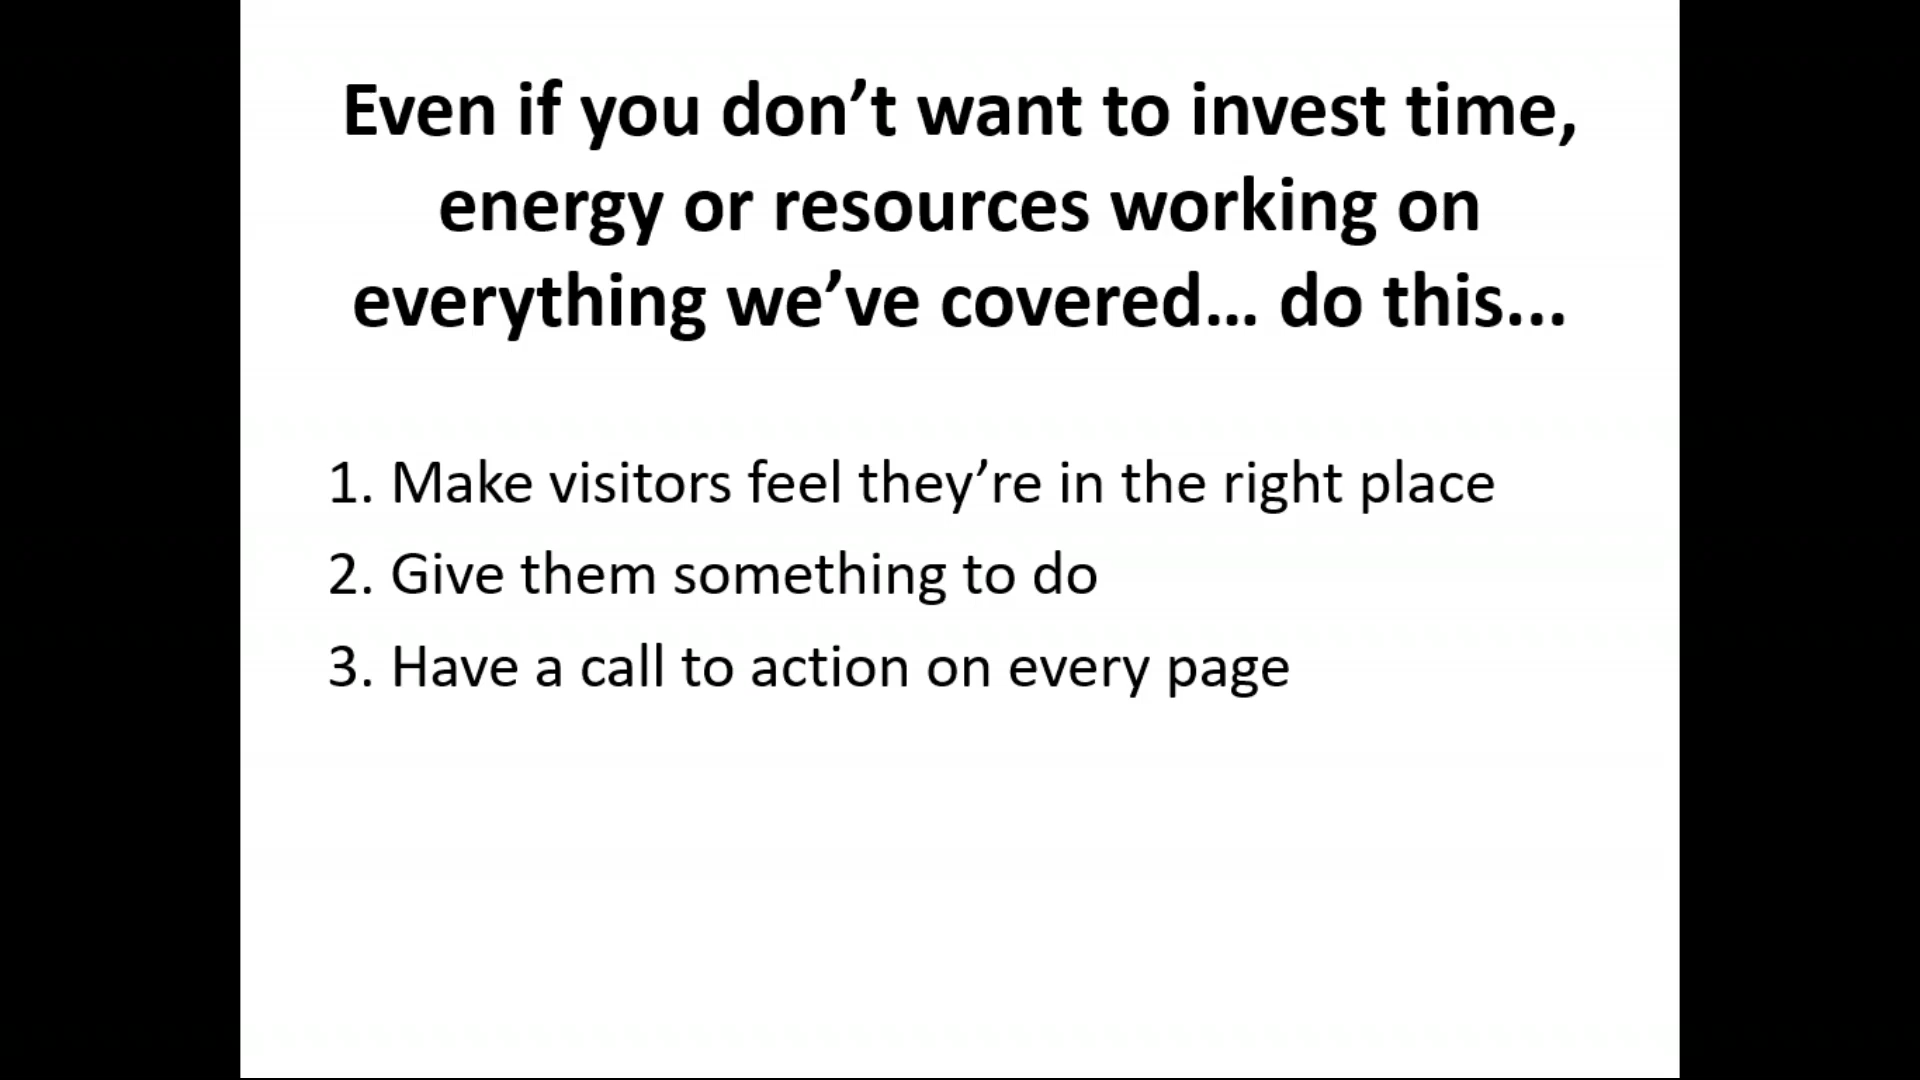 Even if you don’t want to invest time,
energy or resources working on
everything we’ve covered… do this...
1. Make visitors feel they’re in the right place
2. Give them something to do
3. Have a call to action on every page